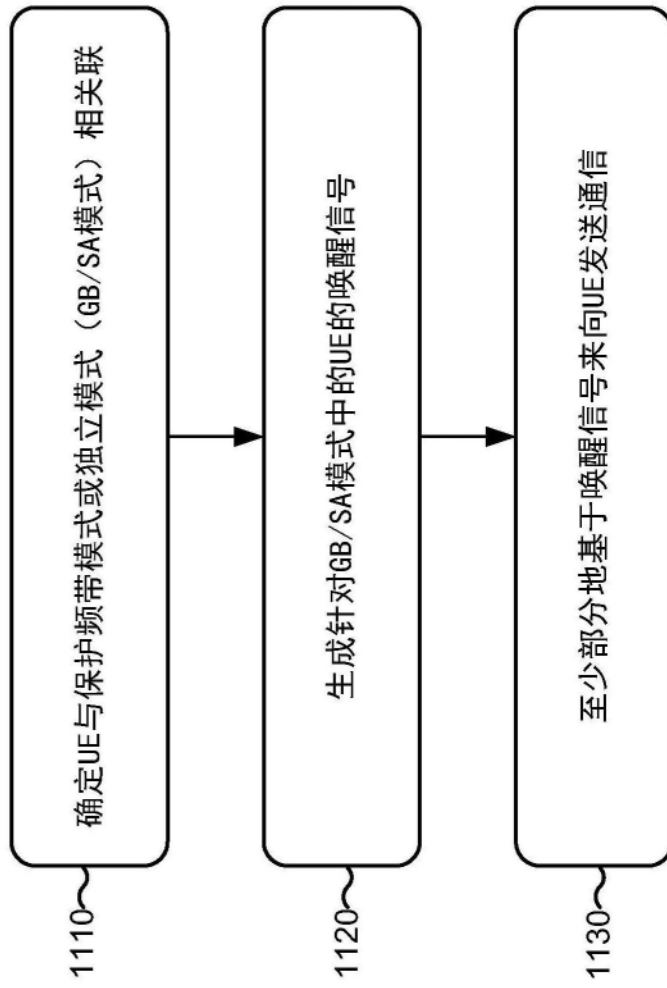 1110
确定UE与保护频带模式或独立模式（GB/SA模式）相关联
1120
生成针对GB/SA模式中的UE的唤醒信号
1130
至少部分地基于唤醒信号来向UE发送通信